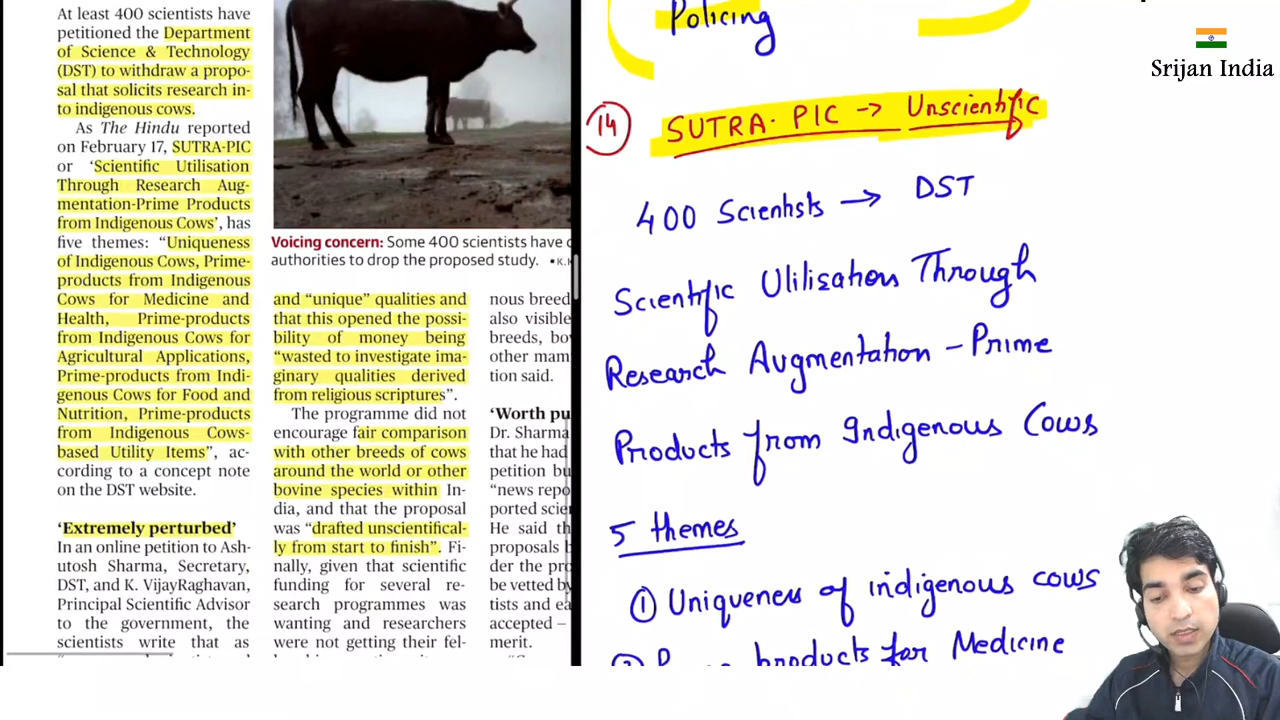 At least 400 scientists have
petitioned the Department
of Science & Technology
(DST) to withdraw a propo-
sal that solicits research in-
to indigenous cows.
As The Hindu reported
on February 17, SUTRA-PIC
or ‘Scientific Utilisation
Through Research Aug-
mentation-Prime Products
from Indigenous Cows’, has
five themes: “Uniqueness
of Indigenous Cows, Prime-
products from Indigenous
Cows for Medicine and
Health, Prime-products
from Indigenous Cows for
Agricultural Applications,
Prime-products from Indi-
genous Cows for Food and
Nutrition, Prime-products
from Indigenous Cows-
based Utility Items”, ac-
cording to a concept note
on the DST website.
‘Extremely perturbed’
In an online petition to Ash-
utosh Sharma, Secretary,
DST, and K. VijayRaghavan,
Principal Scientific Advisor
to the government, the
scientists write that as
Voicing concern: Some 400 scientists have
authorities to drop the proposed study. •K.
and “unique” qualities and
that this opened the possi-
bility of money being
“wasted to investigate ima-
ginary qualities derived
from religious scriptures”.
The programme did not
encourage fair comparison
with other breeds of cows
around the world or other
bovine species within In-
dia, and that the proposal
was “drafted unscientifical-
ly from start to finish”. Fi-
nally, given that scientific
funding for several re-
search programmes was
wanting and researchers
were not getting their fel-
nous breed
also visible
breeds, bo
other mam
tion said.
‘Worth pu
Dr. Sharma
that he had
petition bu
“news repo
ported scie
He said th
proposals b
der the pro
be vetted by
tists and ea
accepted –
merit.
Policing
14 SUTRA-PIC → Unscientific
400 Scientists → DST
Scientific Utilisation Through
Research Augmentation - Prime
Products from Indigenous Cows
5 themes
① Uniqueness of indigenous cows
products for Medicine
Srijan India